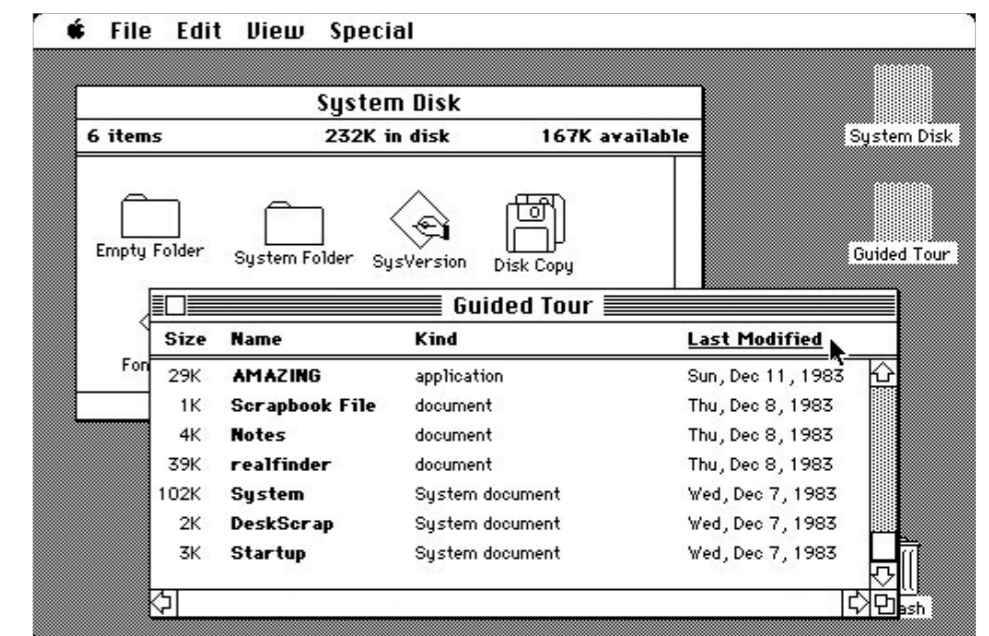 File Edit View Special
System Disk
6 items 232K in disk 167K available
Empty Folder
System Folder
SysVersion
Disk Copy
Fon
System Disk
Guided Tour
Guided Tour
Size Name Kind Last Modified
29K AMAZING application Sun, Dec 11, 1983
1K Scrapbook File document Thu, Dec 8, 1983
4K Notes document Thu, Dec 8, 1983
39K realfinder document Thu, Dec 8, 1983
102K System System document Wed, Dec 7, 1983
2K DeskScrap System document Wed, Dec 7, 1983
3K Startup System document Wed, Dec 7, 1983
ash